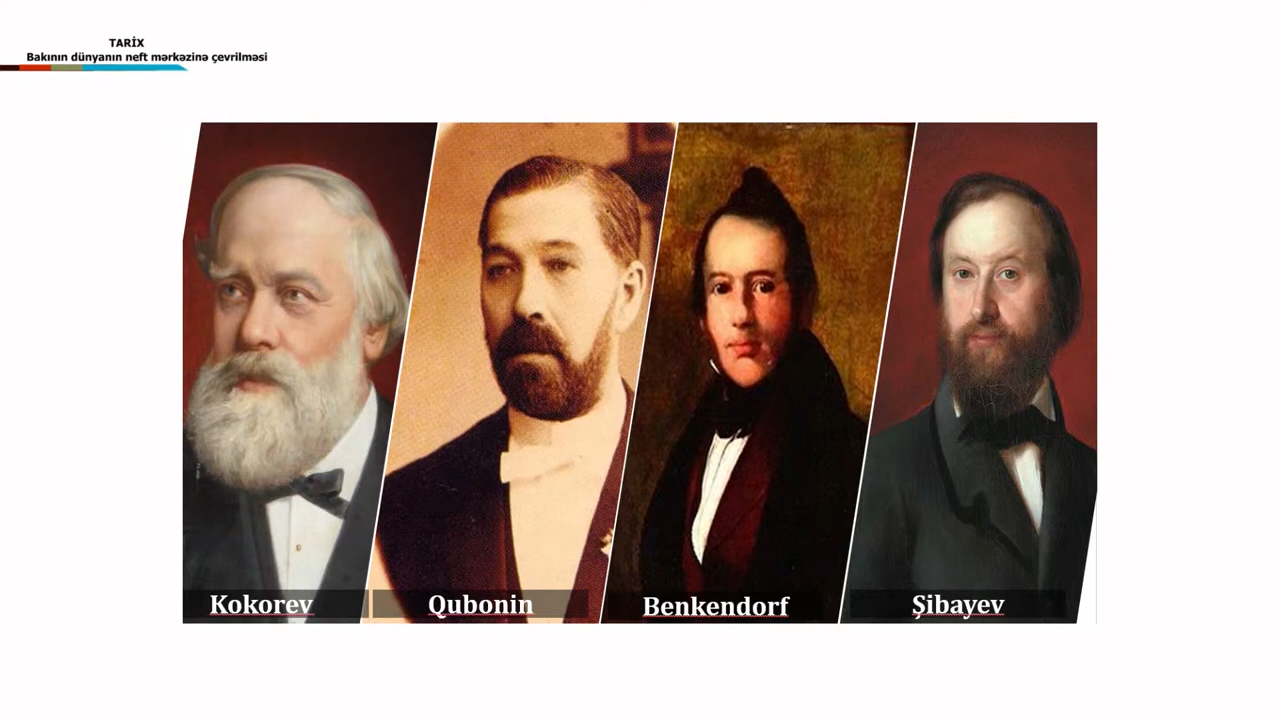 TARİX
Bakının dünyanın neft mərkəzinə çevrilməsi
Kokorev
Qubonin
Benkendorf
Şibayev